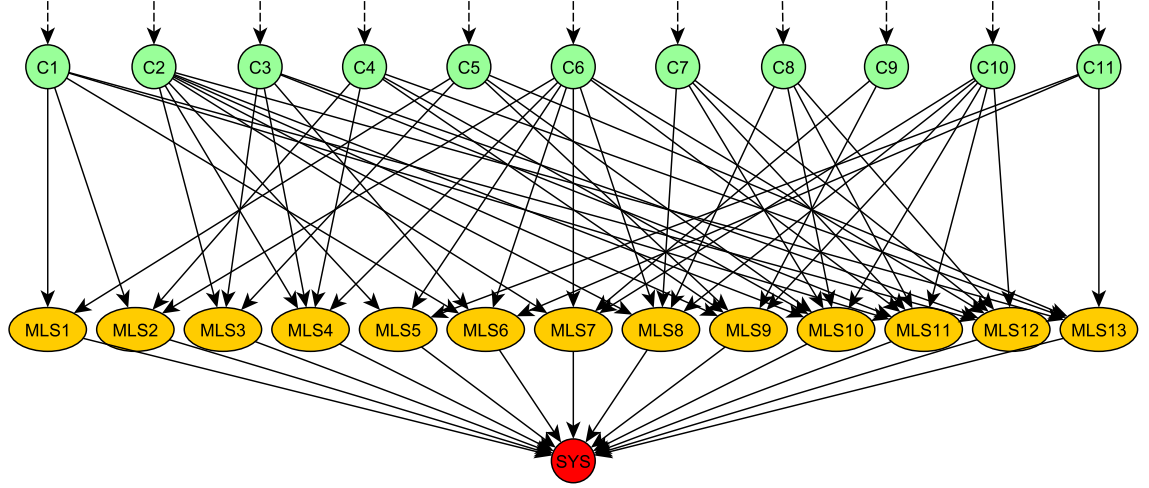 C1 C2 C3 C4 C5 C6 C7 C8 C9 C10 C11
MLS1 MLS2 MLS3 MLS4 MLS5 MLS6 MLS7 MLS8 MLS9 MLS10 MLS11 MLS12 MLS13
SYS